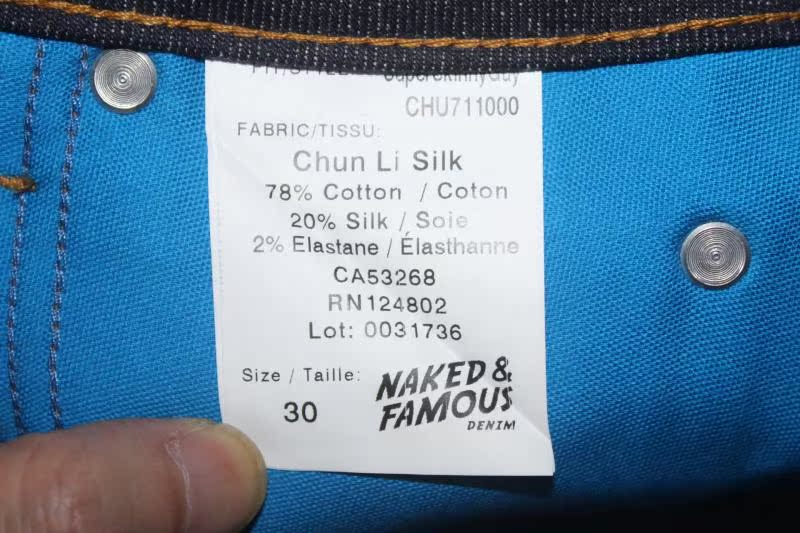 SuperSkinnyGuy
CHU711000
FABRIC/TISSU:
Chun Li Silk
78% Cotton / Coton
20% Silk / Soie
2% Elastane / Élasthanne
CA53268
RN124802
Lot: 0031736
Size / Taille:
30
NAKED &
FAMOUS
DENIM